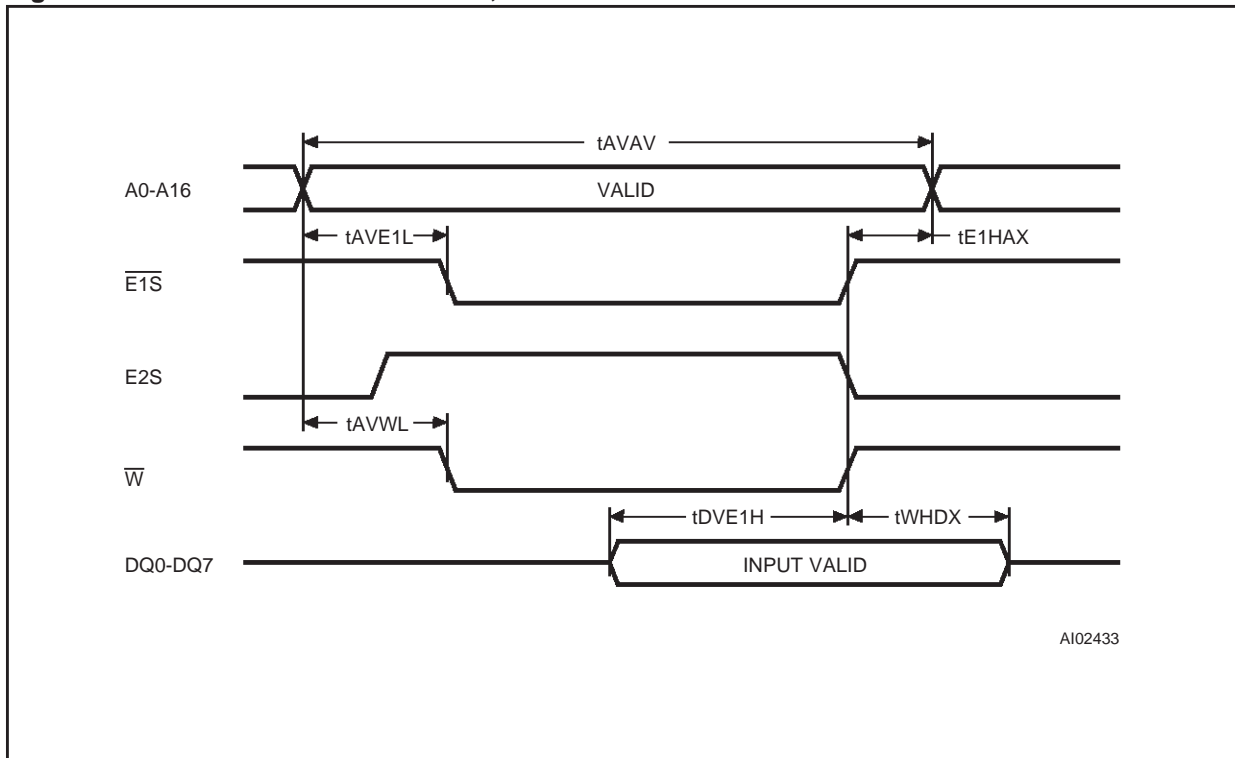 tAVAV
A0-A16 VALID
tAVE1L tE1HAX
E1S
E2S
tAVWL
W
tDVE1H tWHDX
DQ0-DQ7 INPUT VALID
AI02433